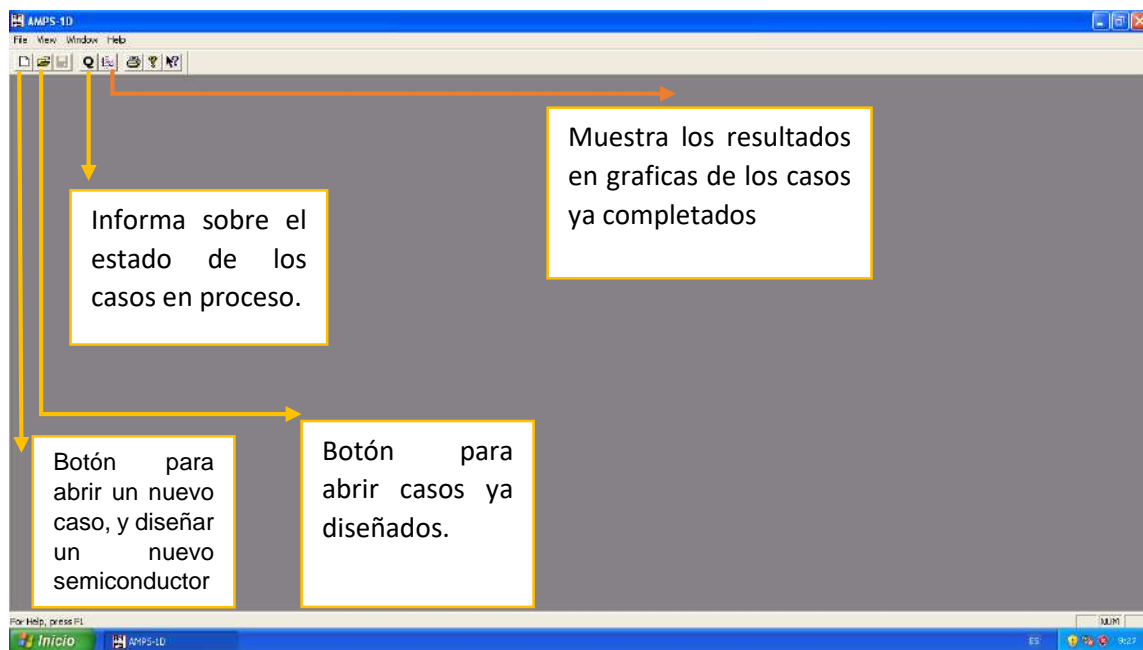 AMPS-1D
File View Window Help
Q
Muestra los resultados
en graficas de los casos
ya completados
Informa sobre el
estado de los
casos en proceso.
Botón para
abrir casos ya
diseñados.
Botón para
abrir un nuevo
caso, y diseñar
un nuevo
semiconductor
For Help, press F1
NUM
Inicio
AMPS-1D
ES
9:27